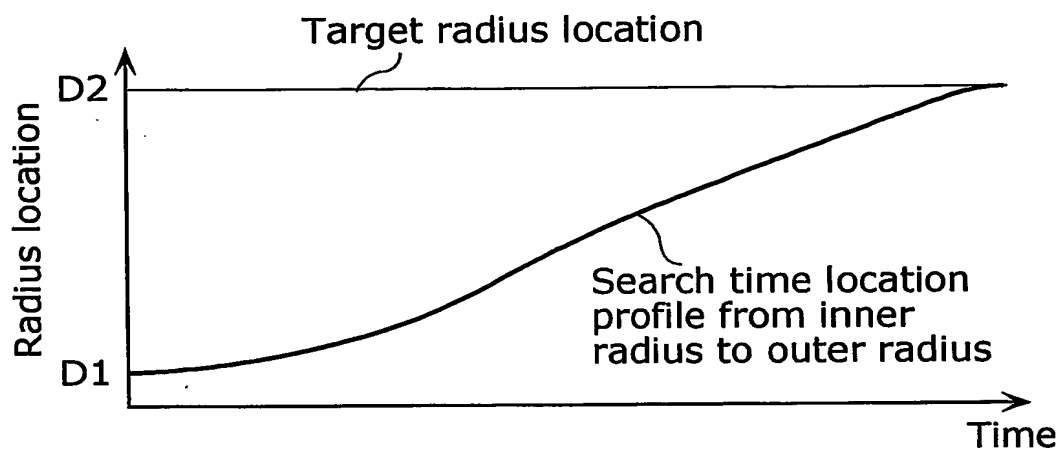 Target radius location
D2
Radius location
Search time location
profile from inner
radius to outer radius
D1
Time